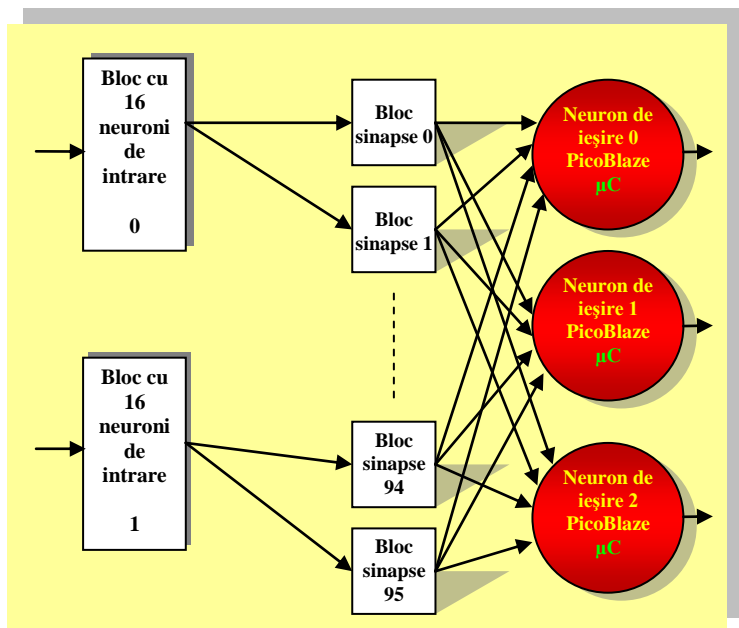 Bloc cu
16
neuroni
de
intrare
0
Bloc
sinapse 0
Bloc
sinapse 1
Neuron de
ieşire 0
PicoBlaze
µC
Neuron de
ieşire 1
PicoBlaze
µC
Bloc cu
16
neuroni
de
intrare
1
Bloc
sinapse
94
Bloc
sinapse
95
Neuron de
ieşire 2
PicoBlaze
µC